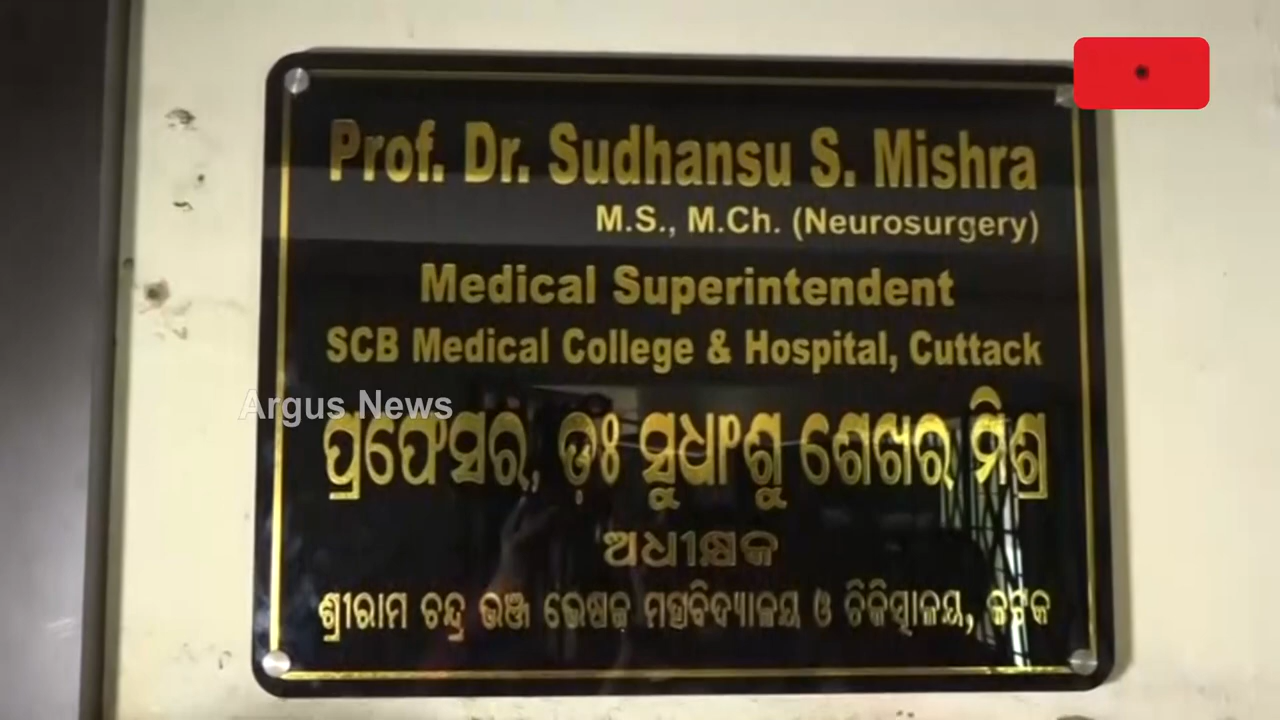 Prof. Dr. Sudhansu S. Mishra
M.S., M.Ch. (Neurosurgery)
Medical Superintendent
SCB Medical College & Hospital, Cuttack
Argus News
ପ୍ରଫେସର, ଡ଼ଃ ସୁଧାଂଶୁ ଶେଖର ମିଶ୍ର
ଅଧୀକ୍ଷକ
ଶ୍ରୀରାମ ଚନ୍ଦ୍ର ଭଞ୍ଜ ଭେଷଜ ମହାବିଦ୍ୟାଳୟ ଓ ଚିକିତ୍ସାଳୟ, କଟକ